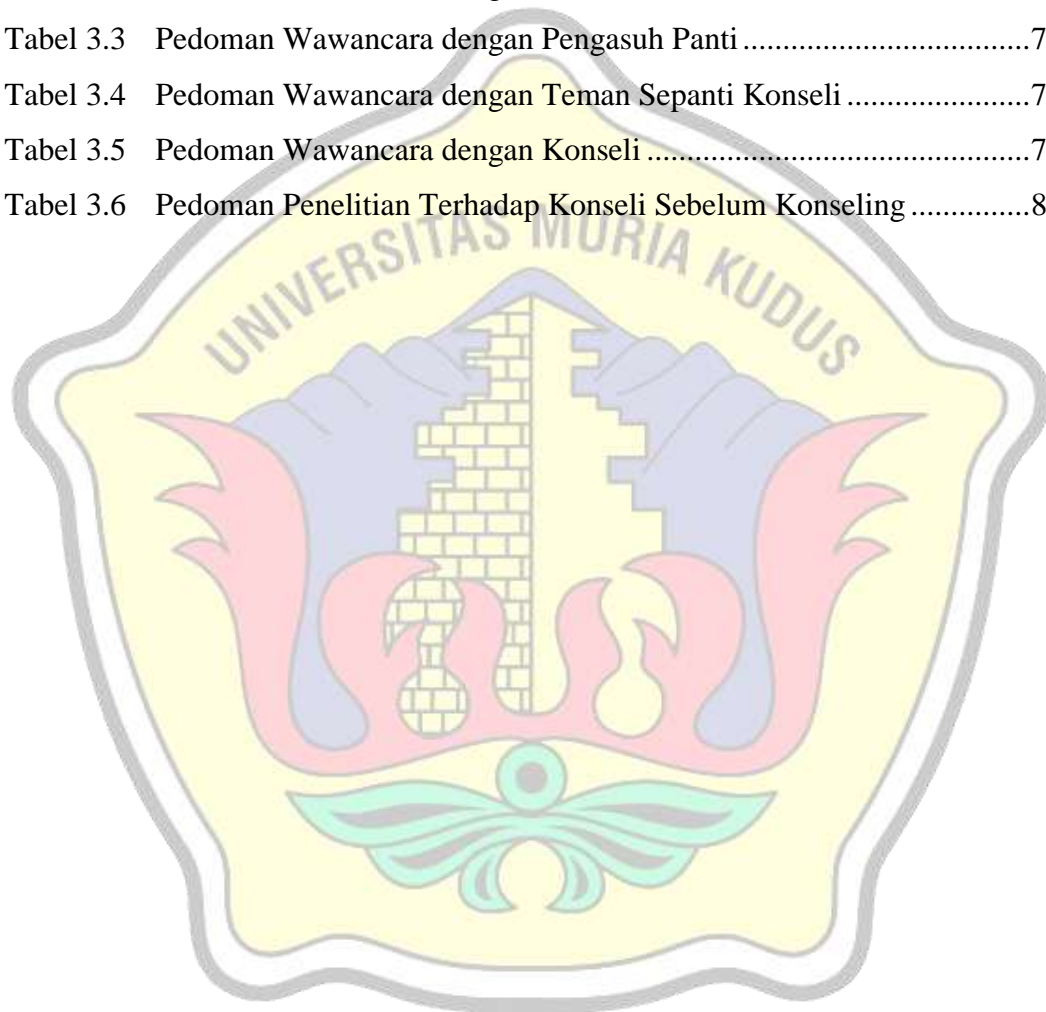 Tabel 3.3 Pedoman Wawancara dengan Pengasuh Panti ................................... 7
Tabel 3.4 Pedoman Wawancara dengan Teman Sepanti Konseli ...................... 7
Tabel 3.5 Pedoman Wawancara dengan Konseli ............................................... 7
Tabel 3.6 Pedoman Penelitian Terhadap Konseli Sebelum Konseling .............. 8
UNIVERSITAS MURIA KUDUS